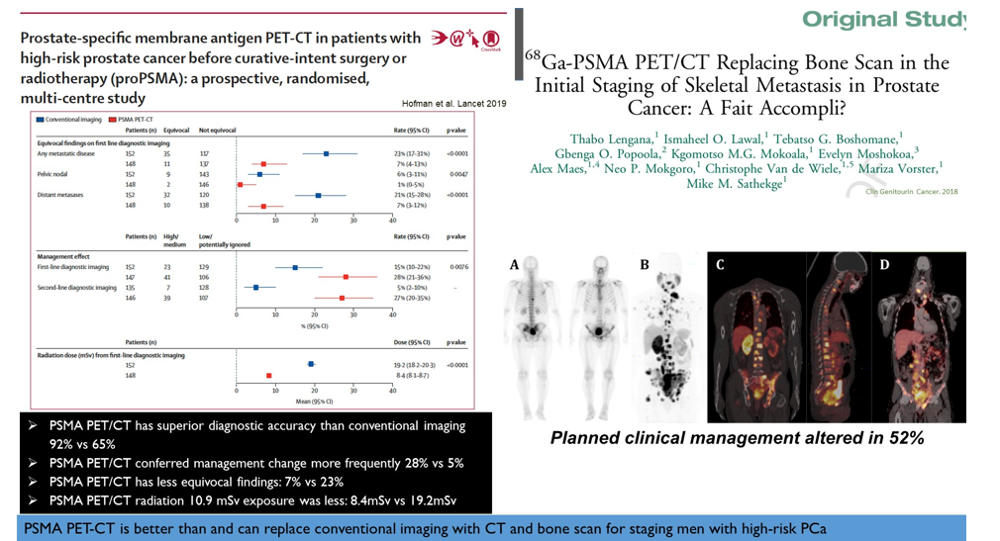 Prostate-specific membrane antigen PET-CT in patients with
high-risk prostate cancer before curative-intent surgery or
radiotherapy (proPSMA): a prospective, randomised,
multi-centre study
CrossMark
Hofman et al. Lancet 2019
Conventional imaging PSMA PET-CT
Patients (n) Equivocal Not equivocal Rate (95% CI) p value
Equivocal findings on first line diagnostic imaging
Any metastatic disease 152 35 117 23% (17-31%) <0·0001
148 11 137 7% (4-13%)
Pelvic nodal 152 9 143 6% (3-11%) 0·0047
148 2 146 1% (0-5%)
Distant metasases 152 32 120 21% (15-28%) <0·0001
148 10 138 7% (3-12%)
0 10 20 30 40
Patients (n) High/ medium Low/ potentially ignored Rate (95% CI) p value
Management effect
First-line diagnostic imaging 152 23 129 15% (10-22%) 0·0076
147 41 106 28% (21-36%)
Second-line diagnostic imaging 135 7 128 5% (2-10%) –
146 39 107 27% (20-35%)
0 10 20 30 40
% (95% CI)
Patients (n) Dose (95% CI) p value
Radiation dose (mSv) from first-line diagnostic imaging
152 19·2 (18·2-20·3) <0·0001
148 8·4 (8·1-8·7)
0 10 20 30 40
Mean (95% CI)
➢ PSMA PET/CT has superior diagnostic accuracy than conventional imaging
92% vs 65%
➢ PSMA PET/CT conferred management change more frequently 28% vs 5%
➢ PSMA PET/CT has less equivocal findings: 7% vs 23%
➢ PSMA PET/CT radiation 10.9 mSv exposure was less: 8.4mSv vs 19.2mSv
Original Study
68Ga-PSMA PET/CT Replacing Bone Scan in the
Initial Staging of Skeletal Metastasis in Prostate
Cancer: A Fait Accompli?
Thabo Lengana,1 Ismaheel O. Lawal,1 Tebatso G. Boshomane,1
Gbenga O. Popoola,2 Kgomotso M.G. Mokoala,1 Evelyn Moshokoa,3
Alex Maes,1,4 Neo P. Mokgoro,1 Christophe Van de Wiele,1,5 Mariza Vorster,1
Mike M. Sathekge1
Clin Genitourin Cancer. 2018
A B C D
Planned clinical management altered in 52%
PSMA PET-CT is better than and can replace conventional imaging with CT and bone scan for staging men with high-risk PCa